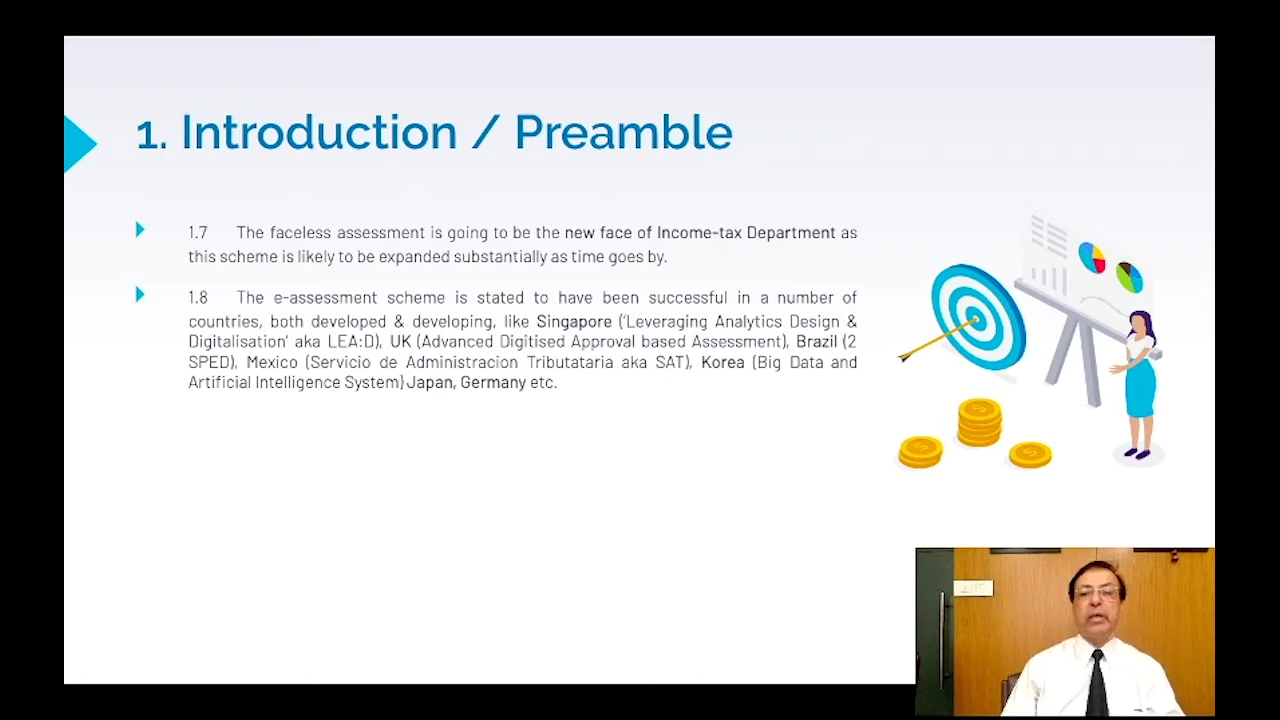 1. Introduction / Preamble
1.7 The faceless assessment is going to be the new face of Income-tax Department as
this scheme is likely to be expanded substantially as time goes by.
1.8 The e-assessment scheme is stated to have been successful in a number of
countries, both developed & developing, like Singapore (‘Leveraging Analytics Design &
Digitalisation’ aka LEA:D), UK (Advanced Digitised Approval based Assessment), Brazil (2
SPED), Mexico (Servicio de Administracion Tributataria aka SAT), Korea (Big Data and
Artificial Intelligence System) Japan, Germany etc.